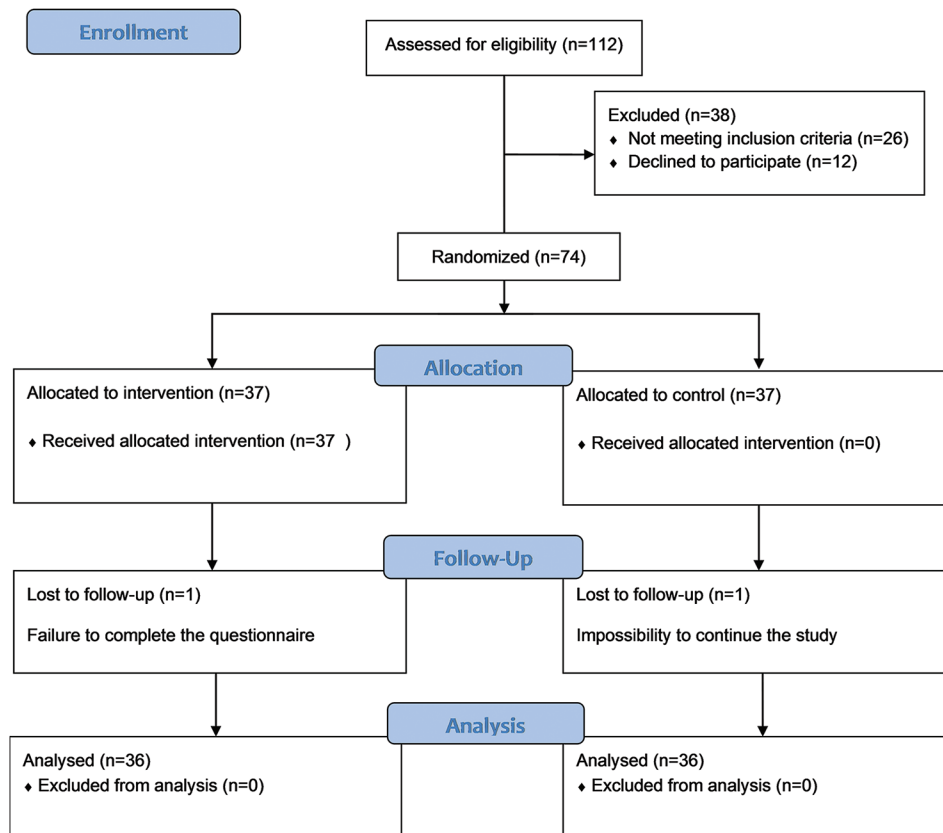 Enrollment
Assessed for eligibility (n=112)
Excluded (n=38)
♦ Not meeting inclusion criteria (n=26)
♦ Declined to participate (n=12)
Randomized (n=74)
Allocation
Allocated to intervention (n=37)
♦ Received allocated intervention (n=37 )
Allocated to control (n=37)
♦ Received allocated intervention (n=0)
Follow-Up
Lost to follow-up (n=1)
Failure to complete the questionnaire
Lost to follow-up (n=1)
Impossibility to continue the study
Analysis
Analysed (n=36)
♦ Excluded from analysis (n=0)
Analysed (n=36)
♦ Excluded from analysis (n=0)